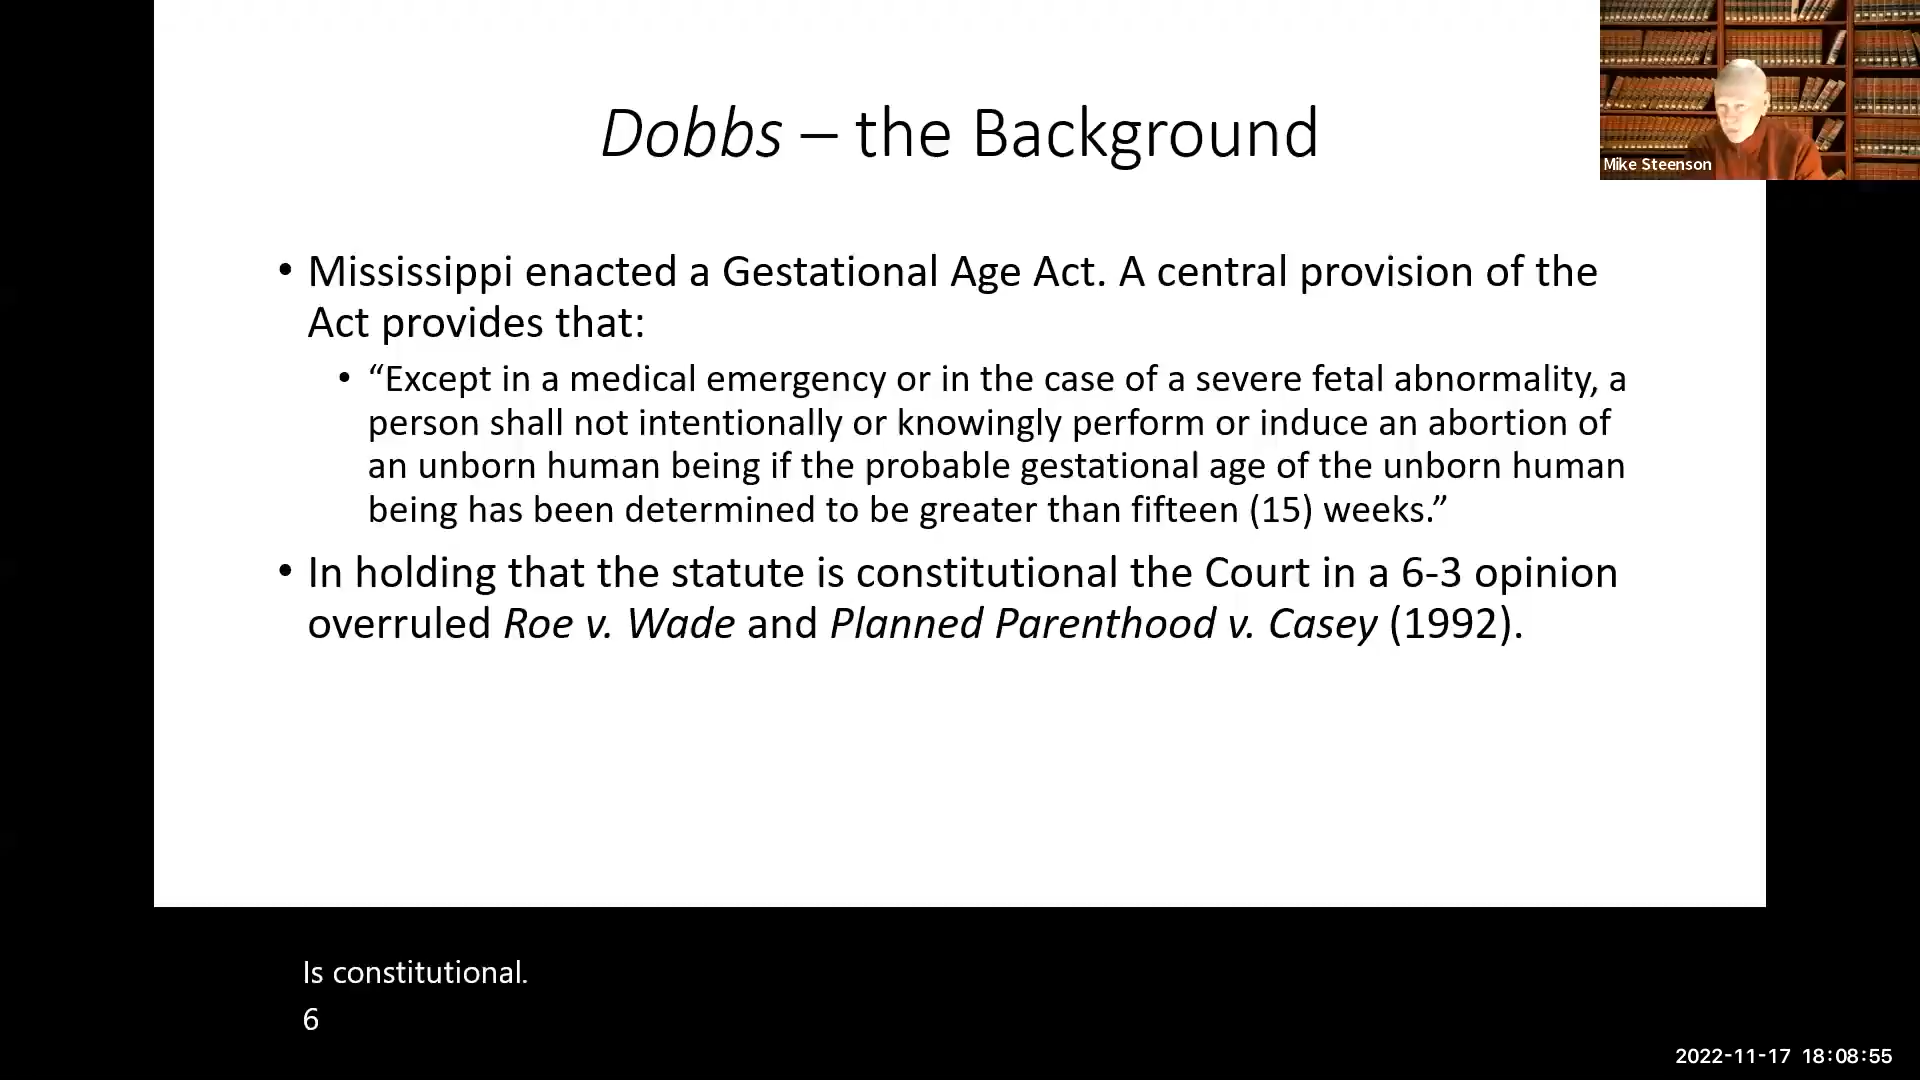 Dobbs – the Background
Mike Steenson
• Mississippi enacted a Gestational Age Act. A central provision of the
Act provides that:
• “Except in a medical emergency or in the case of a severe fetal abnormality, a
person shall not intentionally or knowingly perform or induce an abortion of
an unborn human being if the probable gestational age of the unborn human
being has been determined to be greater than fifteen (15) weeks.”
• In holding that the statute is constitutional the Court in a 6-3 opinion
overruled Roe v. Wade and Planned Parenthood v. Casey (1992).
Is constitutional.
6
2022-11-17 18:08:55